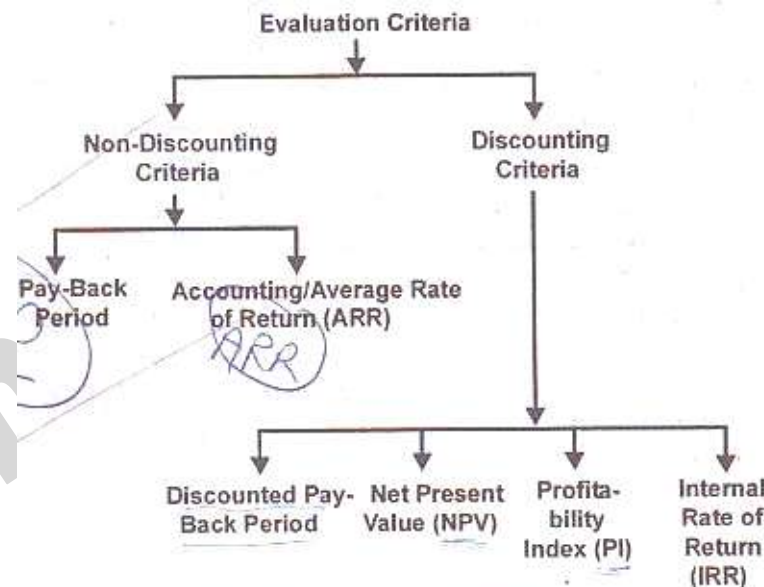 Evaluation Criteria
Non-Discounting
Criteria
Discounting
Criteria
Pay-Back
Period
Accounting/Average Rate
of Return (ARR)
ARR
Discounted Pay-
Back Period
Net Present
Value (NPV)
Profita-
bility
Index (PI)
Internal
Rate of
Return
(IRR)